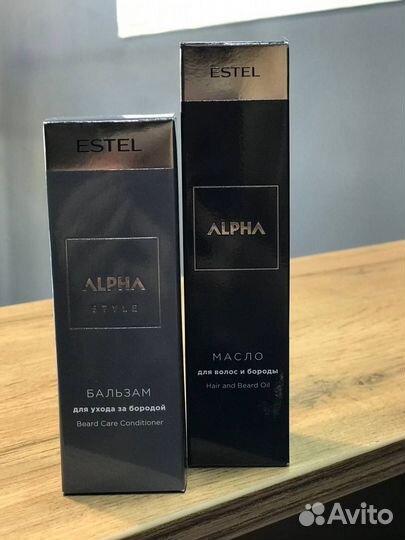 ESTEL
ALPHA
STYLE
БАЛЬЗАМ
для ухода за бородой
Beard Care Conditioner
ESTEL
ALPHA
МАСЛО
для волос и бороды
Hair and Beard Oil
Avito